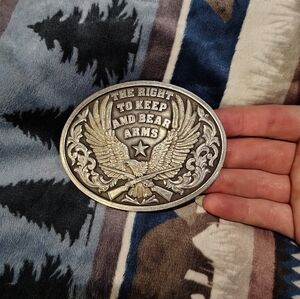 THE RIGHT
TO KEEP
AND BEAR
ARMS